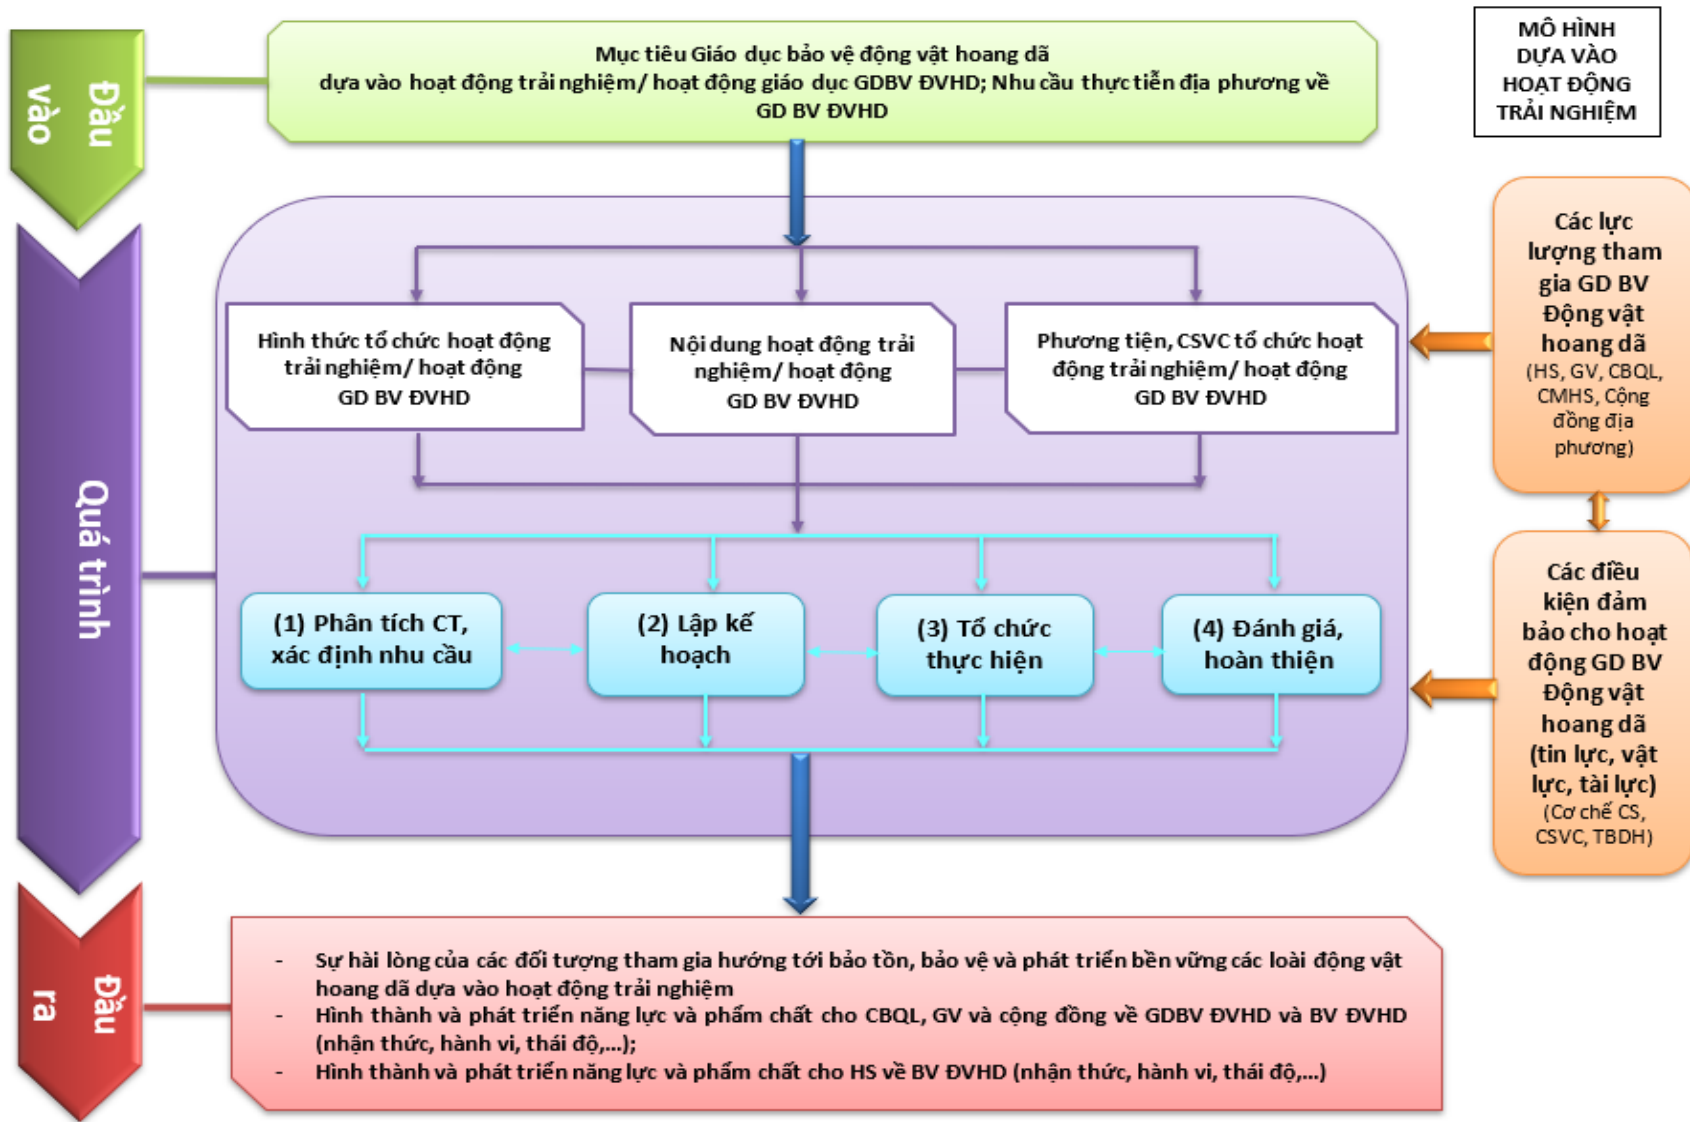 Đầu
vào
Mục tiêu Giáo dục bảo vệ động vật hoang dã
dựa vào hoạt động trải nghiệm/ hoạt động giáo dục GDBV ĐVHD; Nhu cầu thực tiễn địa phương về
GD BV ĐVHD
MÔ HÌNH
DỰA VÀO
HOẠT ĐỘNG
TRẢI NGHIỆM
Quá trình
Hình thức tổ chức hoạt động
trải nghiệm/ hoạt động
GD BV ĐVHD
Nội dung hoạt động trải
nghiệm/ hoạt động
GD BV ĐVHD
Phương tiện, CSVC tổ chức hoạt
động trải nghiệm/ hoạt động
GD BV ĐVHD
Các lực
lượng tham
gia GD BV
Động vật
hoang dã
(HS, GV, CBQL,
CMHS, Cộng
đồng địa
phương)
(1) Phân tích CT,
xác định nhu cầu
(2) Lập kế
hoạch
(3) Tổ chức
thực hiện
(4) Đánh giá,
hoàn thiện
Các điều
kiện đảm
bảo cho hoạt
động GD BV
Động vật
hoang dã
(tin lực, vật
lực, tài lực)
(Cơ chế CS,
CSVC, TBDH)
Đầu
ra
- Sự hài lòng của các đối tượng tham gia hướng tới bảo tồn, bảo vệ và phát triển bền vững các loài động vật
hoang dã dựa vào hoạt động trải nghiệm
- Hình thành và phát triển năng lực và phẩm chất cho CBQL, GV và cộng đồng về GDBV ĐVHD và BV ĐVHD
(nhận thức, hành vi, thái độ,...);
- Hình thành và phát triển năng lực và phẩm chất cho HS về BV ĐVHD (nhận thức, hành vi, thái độ,...)